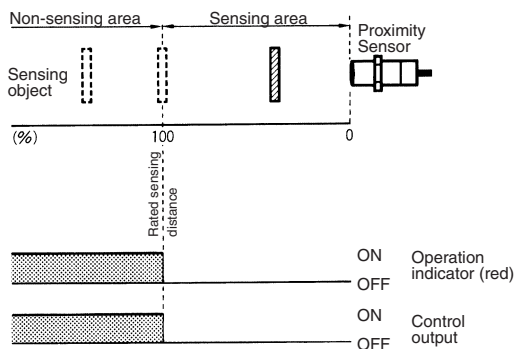 Non-sensing area
Sensing area
Proximity
Sensor
Sensing
object
(%)
100
0
Rated sensing
distance
ON
Operation
indicator (red)
OFF
ON
Control
output
OFF